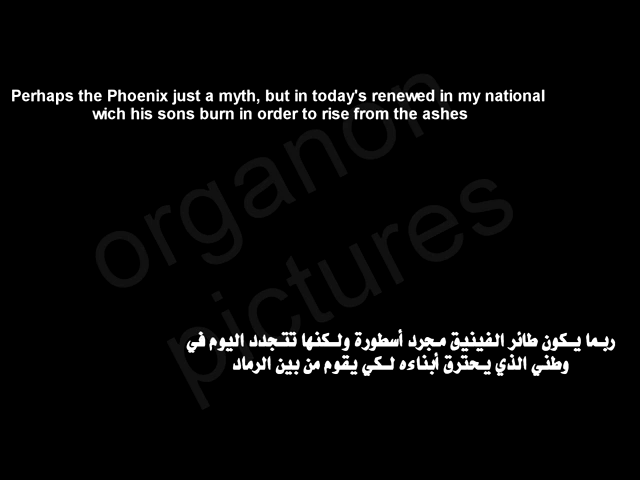 Perhaps the Phoenix just a myth, but in today's renewed in my national
wich his sons burn in order to rise from the ashes
organon
pictures
ربما يكون طائر الفينيق مجرد أسطورة ولكنها تتجدد اليوم في
وطني الذي يحترق أبناءه لكي يقوم من بين الرماد